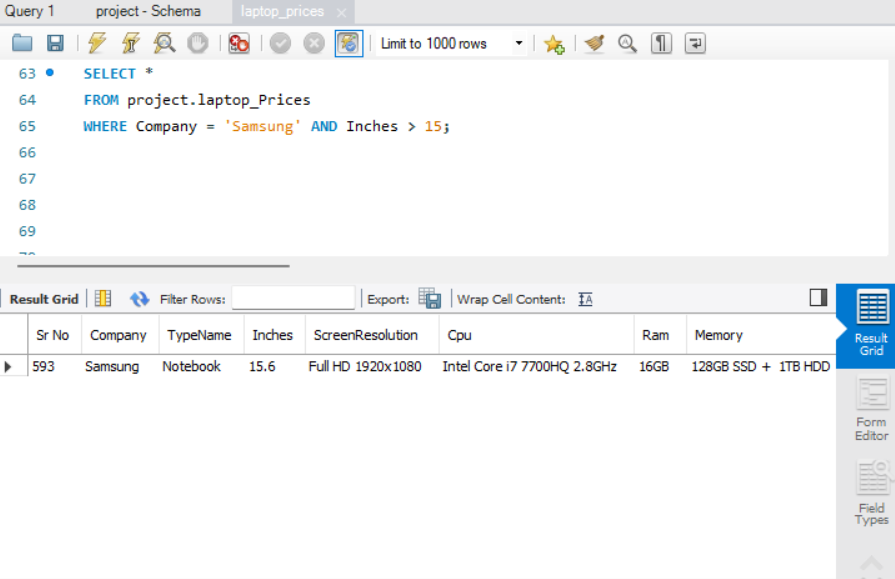 Query 1 project - Schema laptop_prices
Limit to 1000 rows
63 SELECT *
64 FROM project.laptop_Prices
65 WHERE Company = 'Samsung' AND Inches > 15;
66
67
68
69
Result Grid Filter Rows: Export: Wrap Cell Content: IA
Sr No Company TypeName Inches ScreenResolution Cpu Ram Memory
593 Samsung Notebook 15.6 Full HD 1920x1080 Intel Core i7 7700HQ 2.8GHz 16GB 128GB SSD + 1TB HDD
Result
Grid
Form
Editor
Field
Types